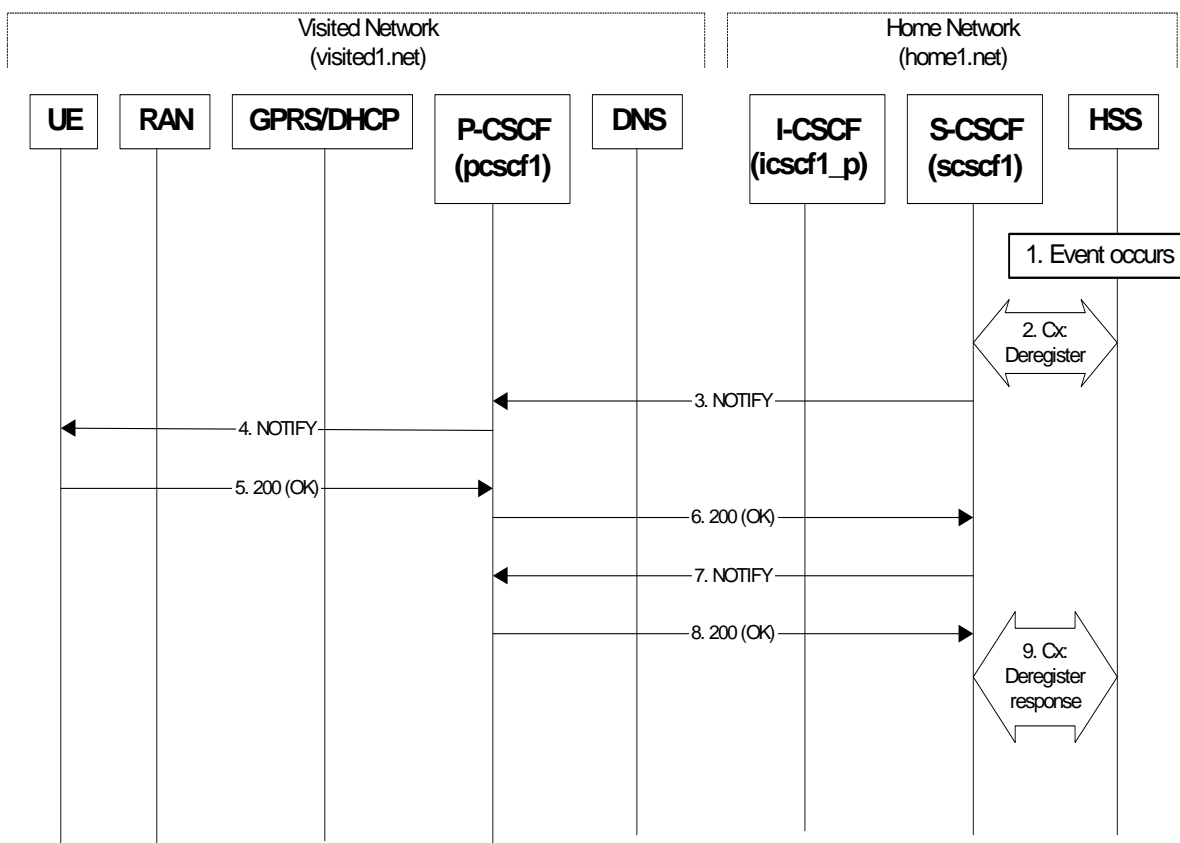 Visited Network
(visited1.net)
Home Network
(home1.net)
UE
RAN
GPRS/DHCP
P-CSCF
(pcscf1)
DNS
I-CSCF
(icscf1_p)
S-CSCF
(scscf1)
HSS
1. Event occurs
2. Cx:
Deregister
3. NOTIFY
4. NOTIFY
5. 200 (OK)
6. 200 (OK)
7. NOTIFY
8. 200 (OK)
9. Cx:
Deregister
response